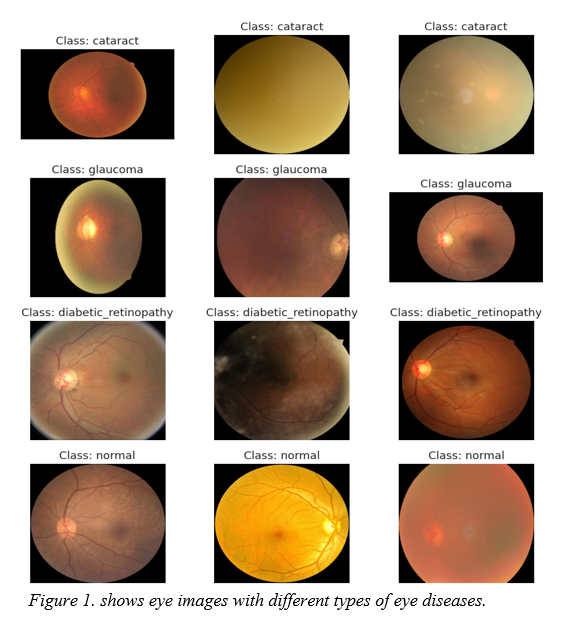 Class: cataract
Class: cataract
Class: cataract
Class: glaucoma
Class: glaucoma
Class: glaucoma
Class: diabetic_retinopathy
Class: diabetic_retinopathy
Class: diabetic_retinopathy
Class: normal
Class: normal
Class: normal
Figure 1. shows eye images with different types of eye diseases.